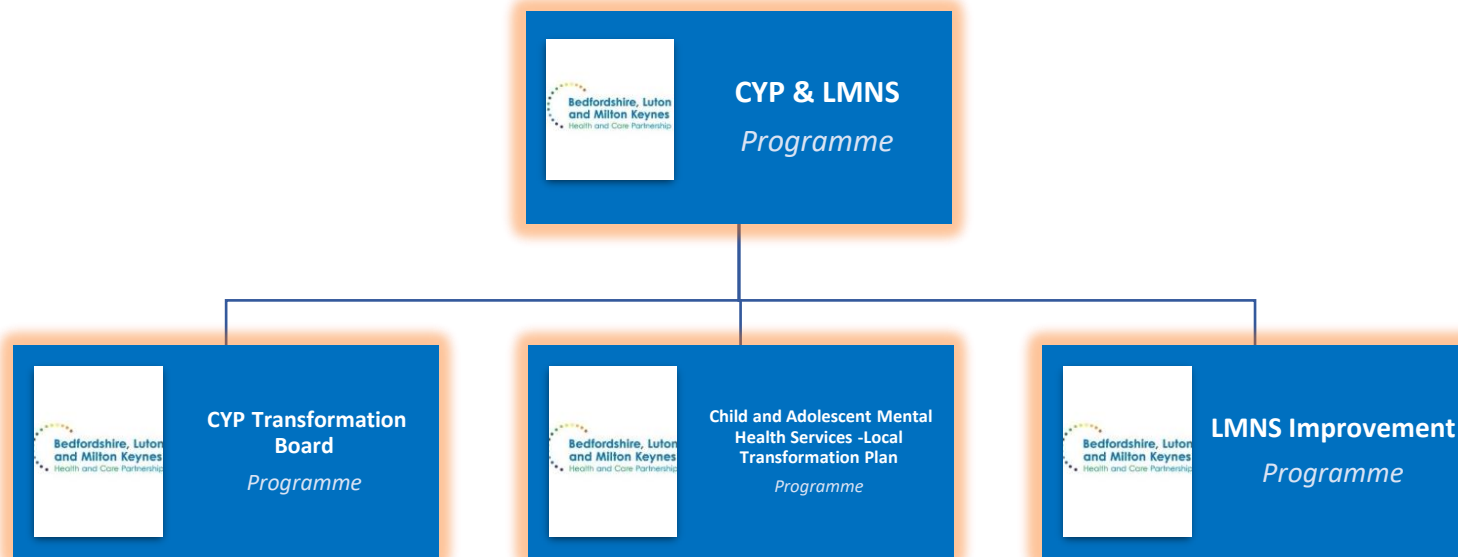 Bedfordshire, Luton
and Milton Keynes
Health and Care Partnership
CYP & LMNS
Programme
Bedfordshire, Luton
and Milton Keynes
Health and Care Partnership
CYP Transformation
Board
Programme
Bedfordshire, Luton
and Milton Keynes
Health and Care Partnership
Child and Adolescent Mental
Health Services -Local
Transformation Plan
Programme
Bedfordshire, Luton
and Milton Keynes
Health and Care Partnership
LMNS Improvement
Programme